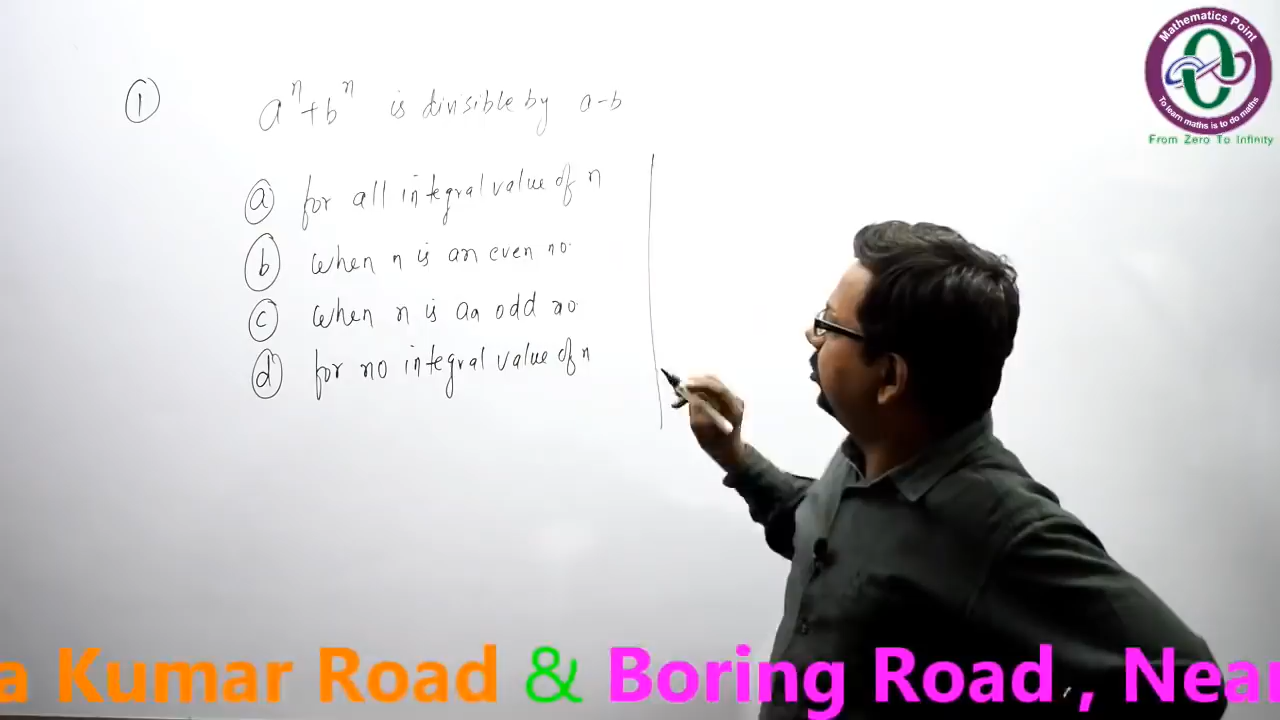 ① aⁿ+bⁿ is divisible by a-b
ⓐ for all integral value of n
ⓑ when n is an even no.
ⓒ when n is an odd no.
ⓓ for no integral value of n
Mathematics Point
To learn maths is to do maths
From Zero To Infinity
a Kumar Road & Boring Road , Near